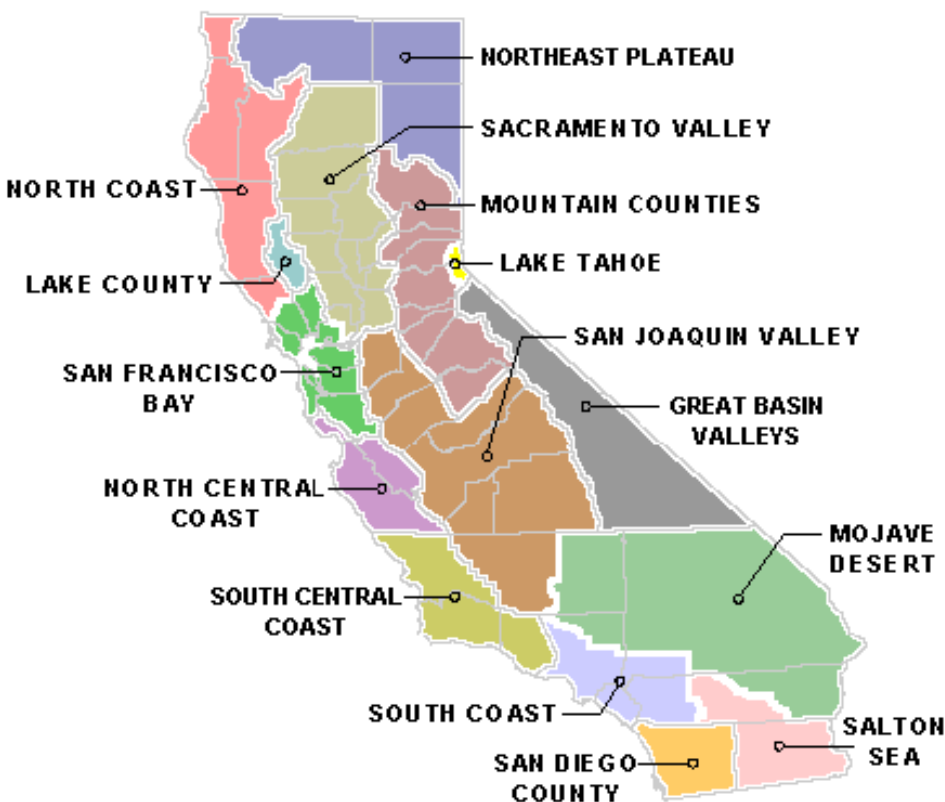 NORTHEAST PLATEAU
SACRAMENTO VALLEY
NORTH COAST
MOUNTAIN COUNTIES
LAKE TAHOE
LAKE COUNTY
SAN JOAQUIN VALLEY
SAN FRANCISCO
BAY
GREAT BASIN
VALLEYS
NORTH CENTRAL
COAST
MOJAVE
DESERT
SOUTH CENTRAL
COAST
SOUTH COAST
SALTON
SEA
SAN DIEGO
COUNTY